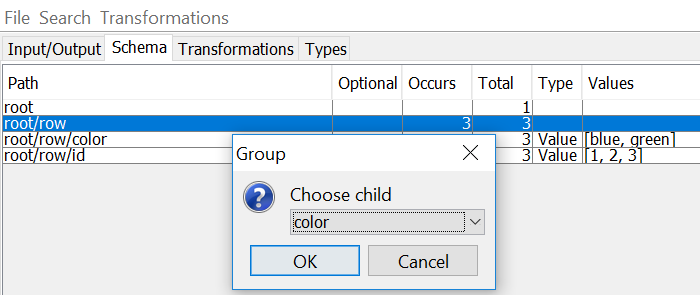 File Search Transformations
Input/Output Schema Transformations Types
Path Optional Occurs Total Type Values
root 1
root/row 3 3
root/row/color 3 Value [blue, green]
root/row/id 3 Value [1, 2, 3]
Group
Choose child
color
OK Cancel